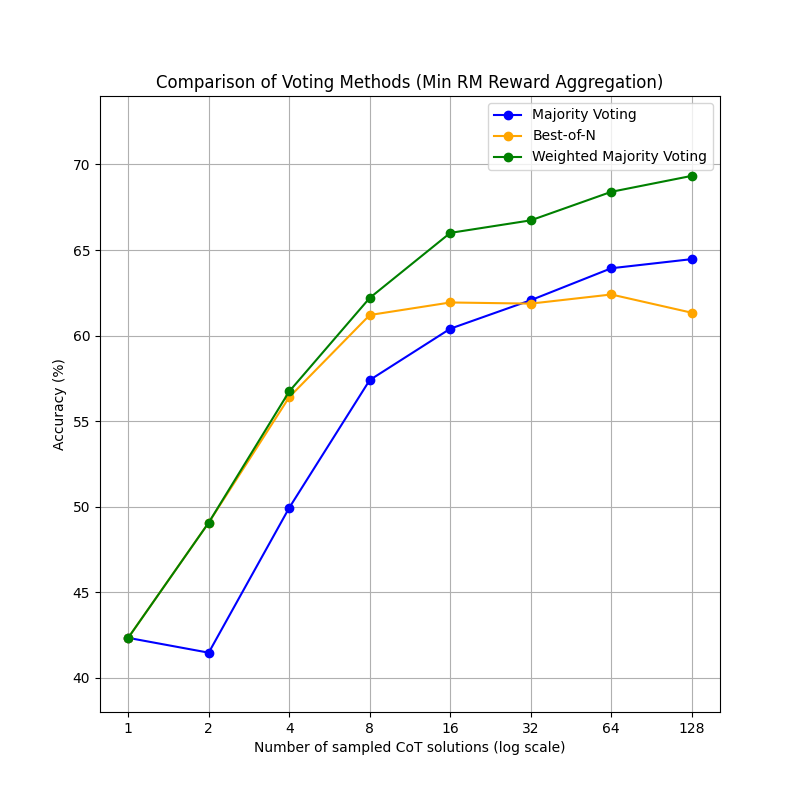 Comparison of Voting Methods (Min RM Reward Aggregation)
Majority Voting
Best-of-N
Weighted Majority Voting
70
65
60
55
50
45
40
Accuracy (%)
1 2 4 8 16 32 64 128
Number of sampled CoT solutions (log scale)